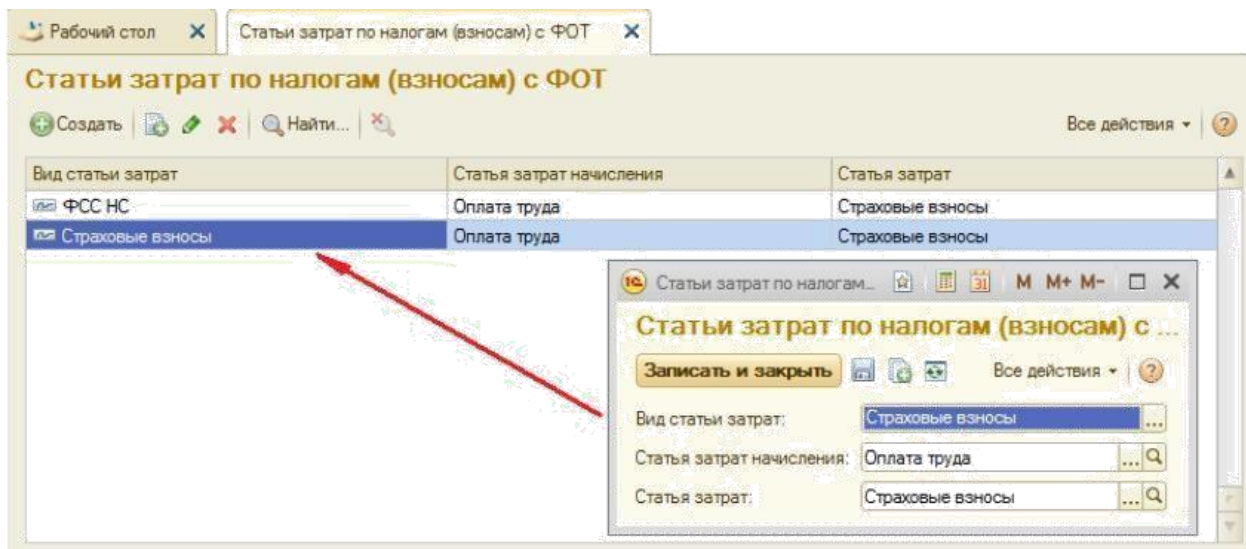 Рабочий стол
Статьи затрат по налогам (взносам) с ФОТ
Статьи затрат по налогам (взносам) с ФОТ
Создать Найти... Все действия
Вид статьи затрат Статья затрат начисления Статья затрат
ФСС НС Оплата труда Страховые взносы
Страховые взносы Оплата труда Страховые взносы
1С Статьи затрат по налогам... 31 M M+ M-
Статьи затрат по налогам (взносам) с ...
Записать и закрыть Все действия
Вид статьи затрат: Страховые взносы
Статья затрат начисления: Оплата труда
Статья затрат: Страховые взносы